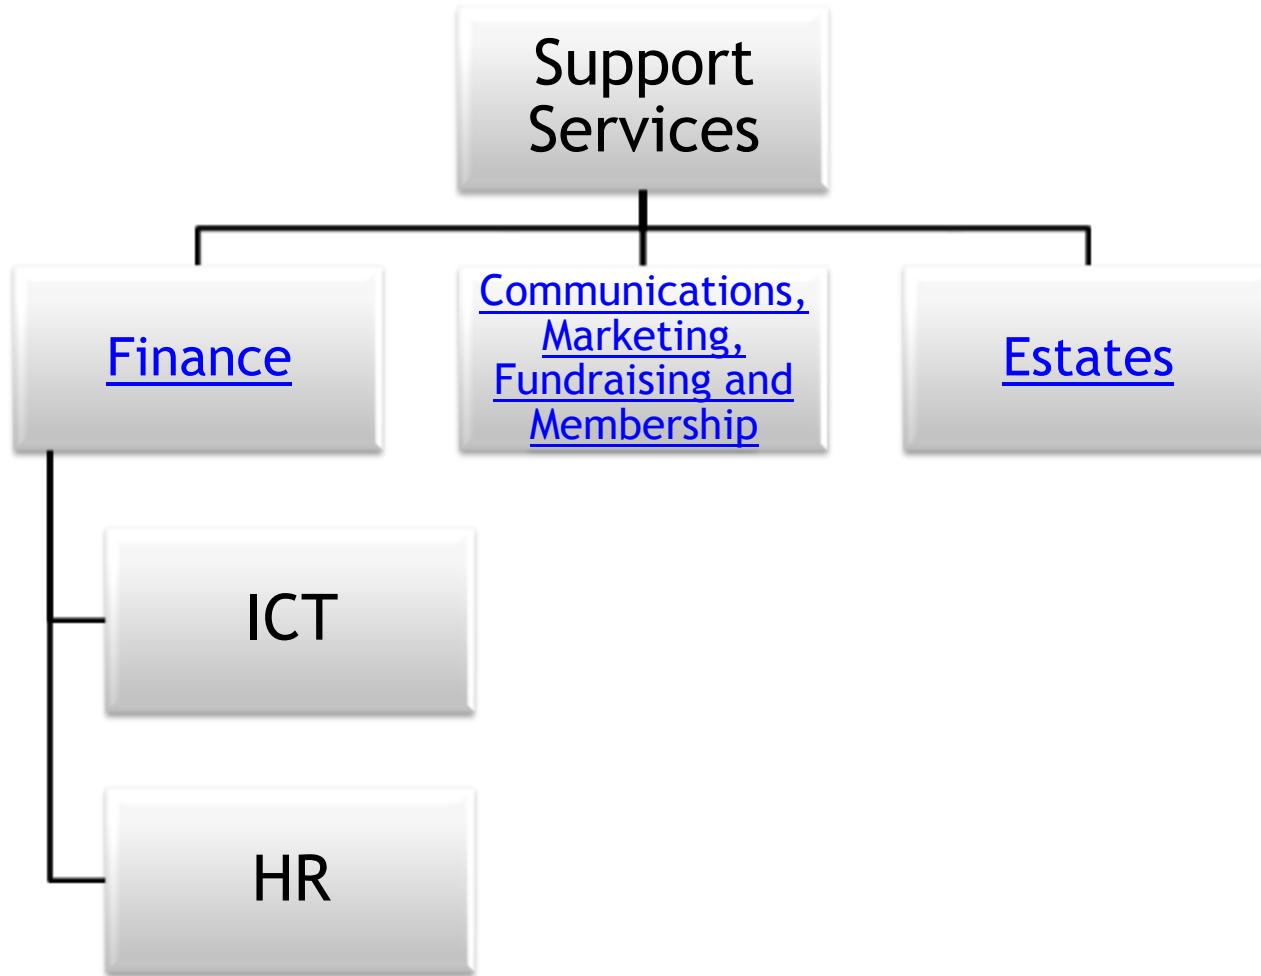 Support
Services
Finance
Communications,
Marketing,
Fundraising and
Membership
Estates
ICT
HR